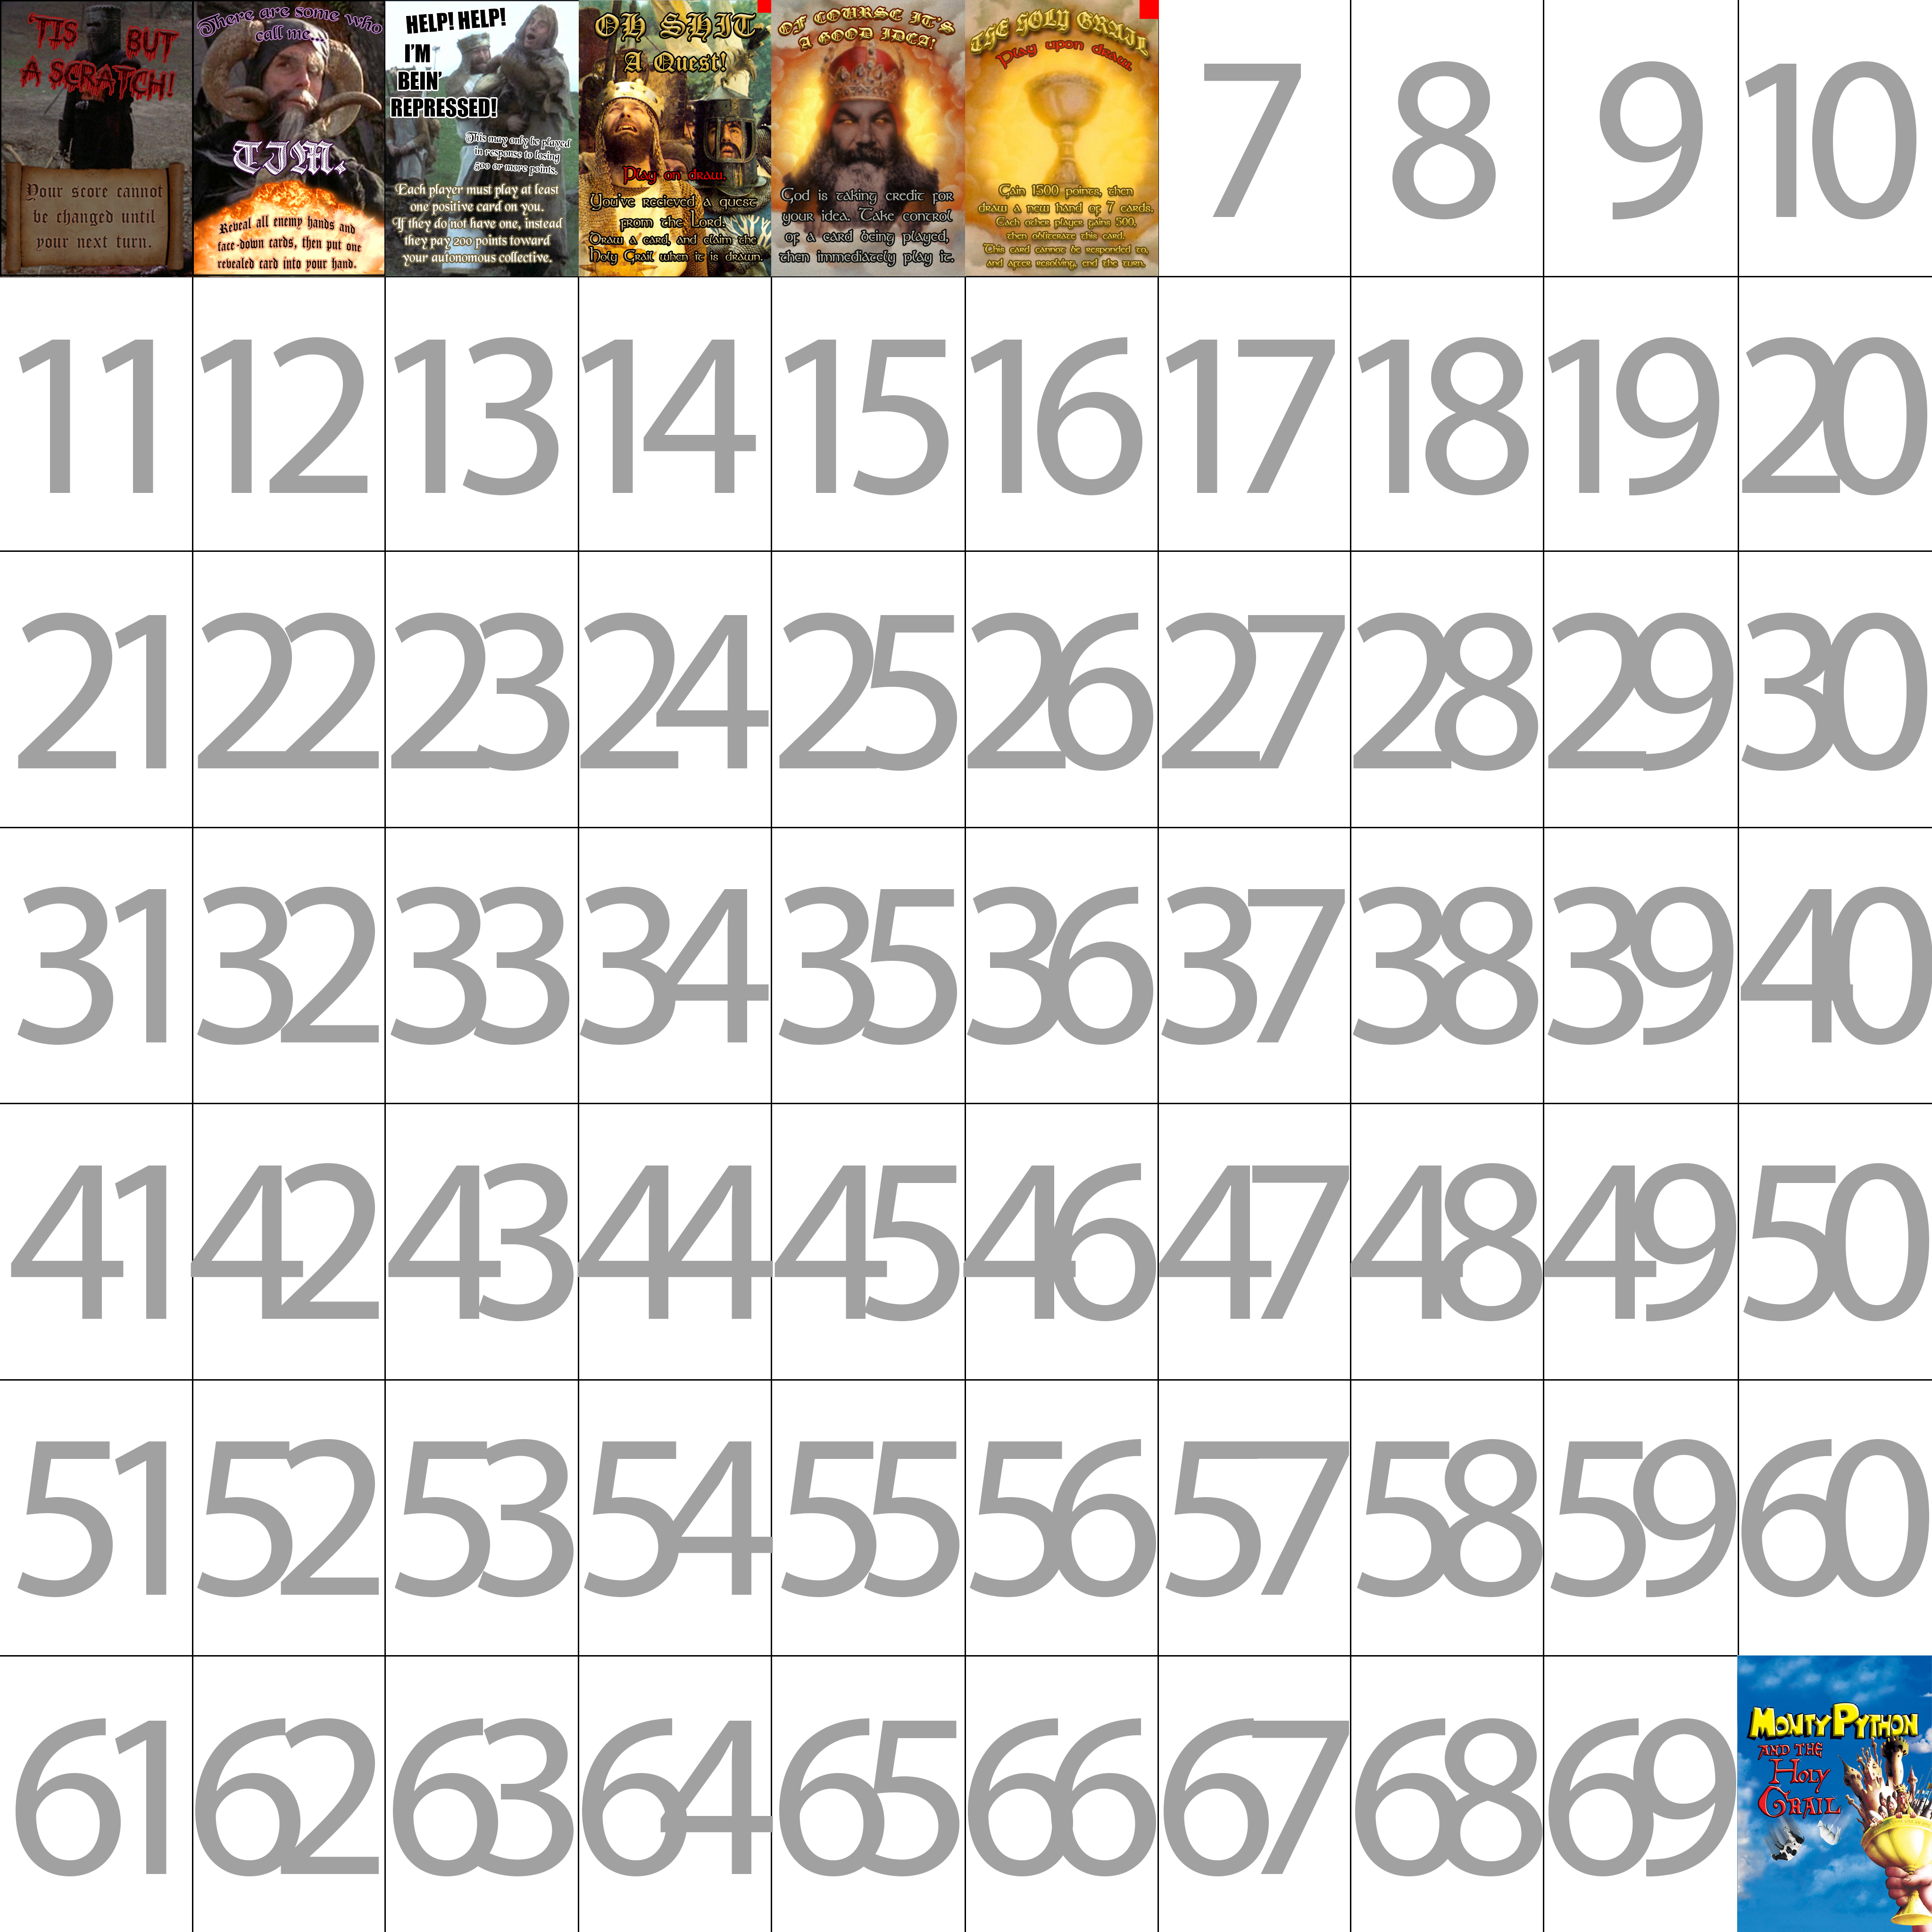 'TIS BUT
A SCRATCH!
Your score cannot
be changed until
your next turn.
There are some who
call me...
TIM.
Reveal all enemy hands and
face-down cards, then put one
revealed card into your hand.
HELP! HELP!
I'M
BEIN'
REPRESSED!
This may only be played
in response to losing
500 or more points.
Each player must play at least
one positive card on you.
If they do not have one, instead
they pay 200 points toward
your autonomous collective.
OH SHIT
A Quest!
Play on draw.
You've recieved a quest
from the Lord.
Draw a card, and claim the
Holy Grail when it is drawn.
OF COURSE IT'S
A GOOD IDEA!
God is taking credit for
your idea. Take control
of a card being played,
then immediately play it.
THE HOLY GRAIL
Play upon draw.
Gain 1500 points, then
draw a new hand of 7 cards.
Each other player gains 500,
then obliterate this card.
This card cannot be responded to,
and after resolving, end the turn.
7 8 9 10
11 12 13 14 15 16 17 18 19 20
21 22 23 24 25 26 27 28 29 30
31 32 33 34 35 36 37 38 39 40
41 42 43 44 45 46 47 48 49 50
51 52 53 54 55 56 57 58 59 60
61 62 63 64 65 66 67 68 69
MONTY PYTHON
AND THE
HOLY
GRAIL